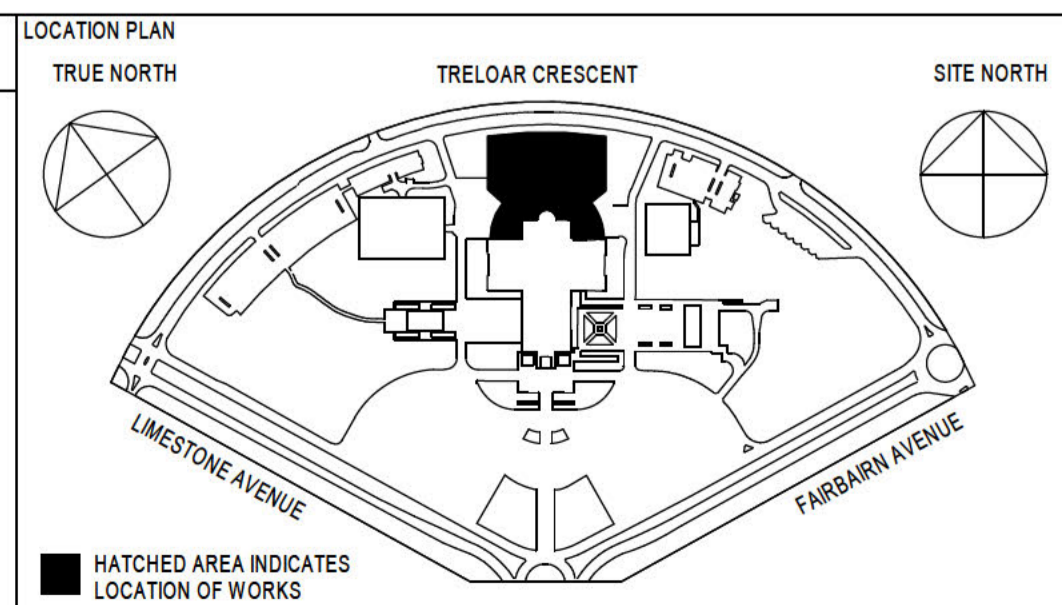 LOCATION PLAN
TRUE NORTH
TRELOAR CRESCENT
SITE NORTH
LIMESTONE AVENUE
FAIRBAIRN AVENUE
HATCHED AREA INDICATES
LOCATION OF WORKS